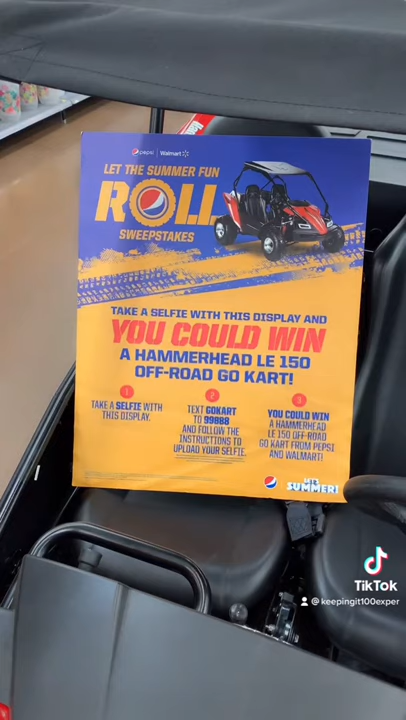 pepsi | Walmart
LET THE SUMMER FUN
ROLL
SWEEPSTAKES
TAKE A SELFIE WITH THIS DISPLAY AND
YOU COULD WIN
A HAMMERHEAD LE 150
OFF-ROAD GO KART!
1
TAKE A SELFIE WITH
THIS DISPLAY.
2
TEXT GOKART
TO 99888
AND FOLLOW THE
INSTRUCTIONS TO
UPLOAD YOUR SELFIE.
3
YOU COULD WIN
A HAMMERHEAD
LE 150 OFF-ROAD
GO KART FROM PEPSI
AND WALMART!
SUMMER!
TikTok
@keepingit100exper